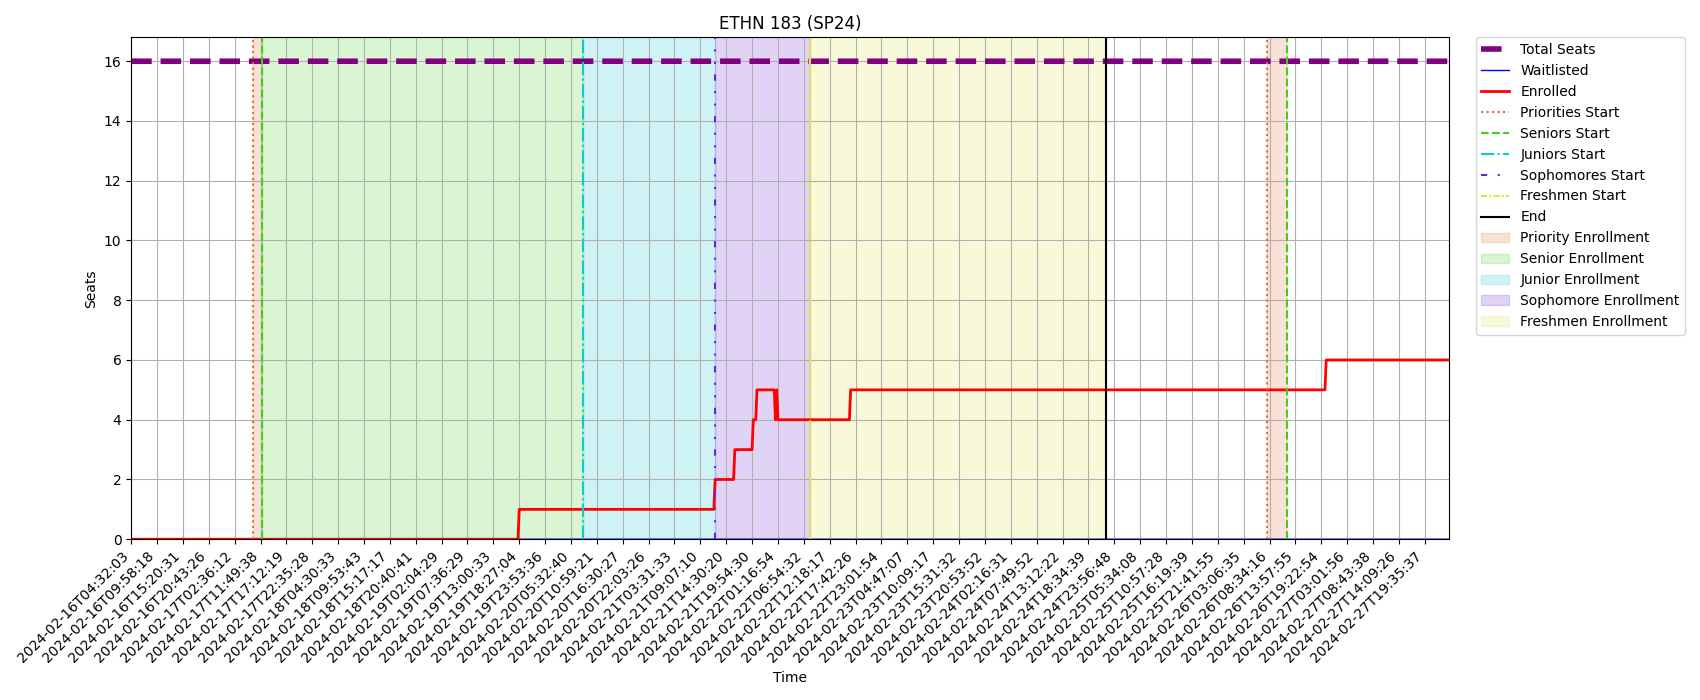 ETHN 183 (SP24)
Seats
16
14
12
10
8
6
4
2
0
2024-02-16T04:32:03
2024-02-16T09:58:18
2024-02-16T15:20:31
2024-02-16T20:43:26
2024-02-17T02:36:12
2024-02-17T11:49:38
2024-02-17T17:12:19
2024-02-17T22:35:28
2024-02-18T04:30:33
2024-02-18T09:53:43
2024-02-18T15:17:17
2024-02-18T20:40:41
2024-02-19T02:04:29
2024-02-19T07:36:29
2024-02-19T13:00:33
2024-02-19T18:27:04
2024-02-19T23:53:36
2024-02-20T05:32:40
2024-02-20T10:59:21
2024-02-20T16:30:27
2024-02-20T22:03:26
2024-02-21T03:31:33
2024-02-21T09:07:10
2024-02-21T14:30:20
2024-02-21T19:54:30
2024-02-22T01:16:54
2024-02-22T06:54:32
2024-02-22T12:18:17
2024-02-22T17:42:26
2024-02-22T23:01:54
2024-02-23T04:47:07
2024-02-23T10:09:17
2024-02-23T15:31:32
2024-02-23T20:53:52
2024-02-24T02:16:31
2024-02-24T07:49:52
2024-02-24T13:12:22
2024-02-24T18:34:39
2024-02-24T23:56:48
2024-02-25T05:34:08
2024-02-25T10:57:28
2024-02-25T16:19:39
2024-02-25T21:41:55
2024-02-26T03:06:35
2024-02-26T08:34:16
2024-02-26T13:57:55
2024-02-26T19:22:54
2024-02-27T03:01:56
2024-02-27T08:43:38
2024-02-27T14:09:26
2024-02-27T19:35:37
Time
Total Seats
Waitlisted
Enrolled
Priorities Start
Seniors Start
Juniors Start
Sophomores Start
Freshmen Start
End
Priority Enrollment
Senior Enrollment
Junior Enrollment
Sophomore Enrollment
Freshmen Enrollment